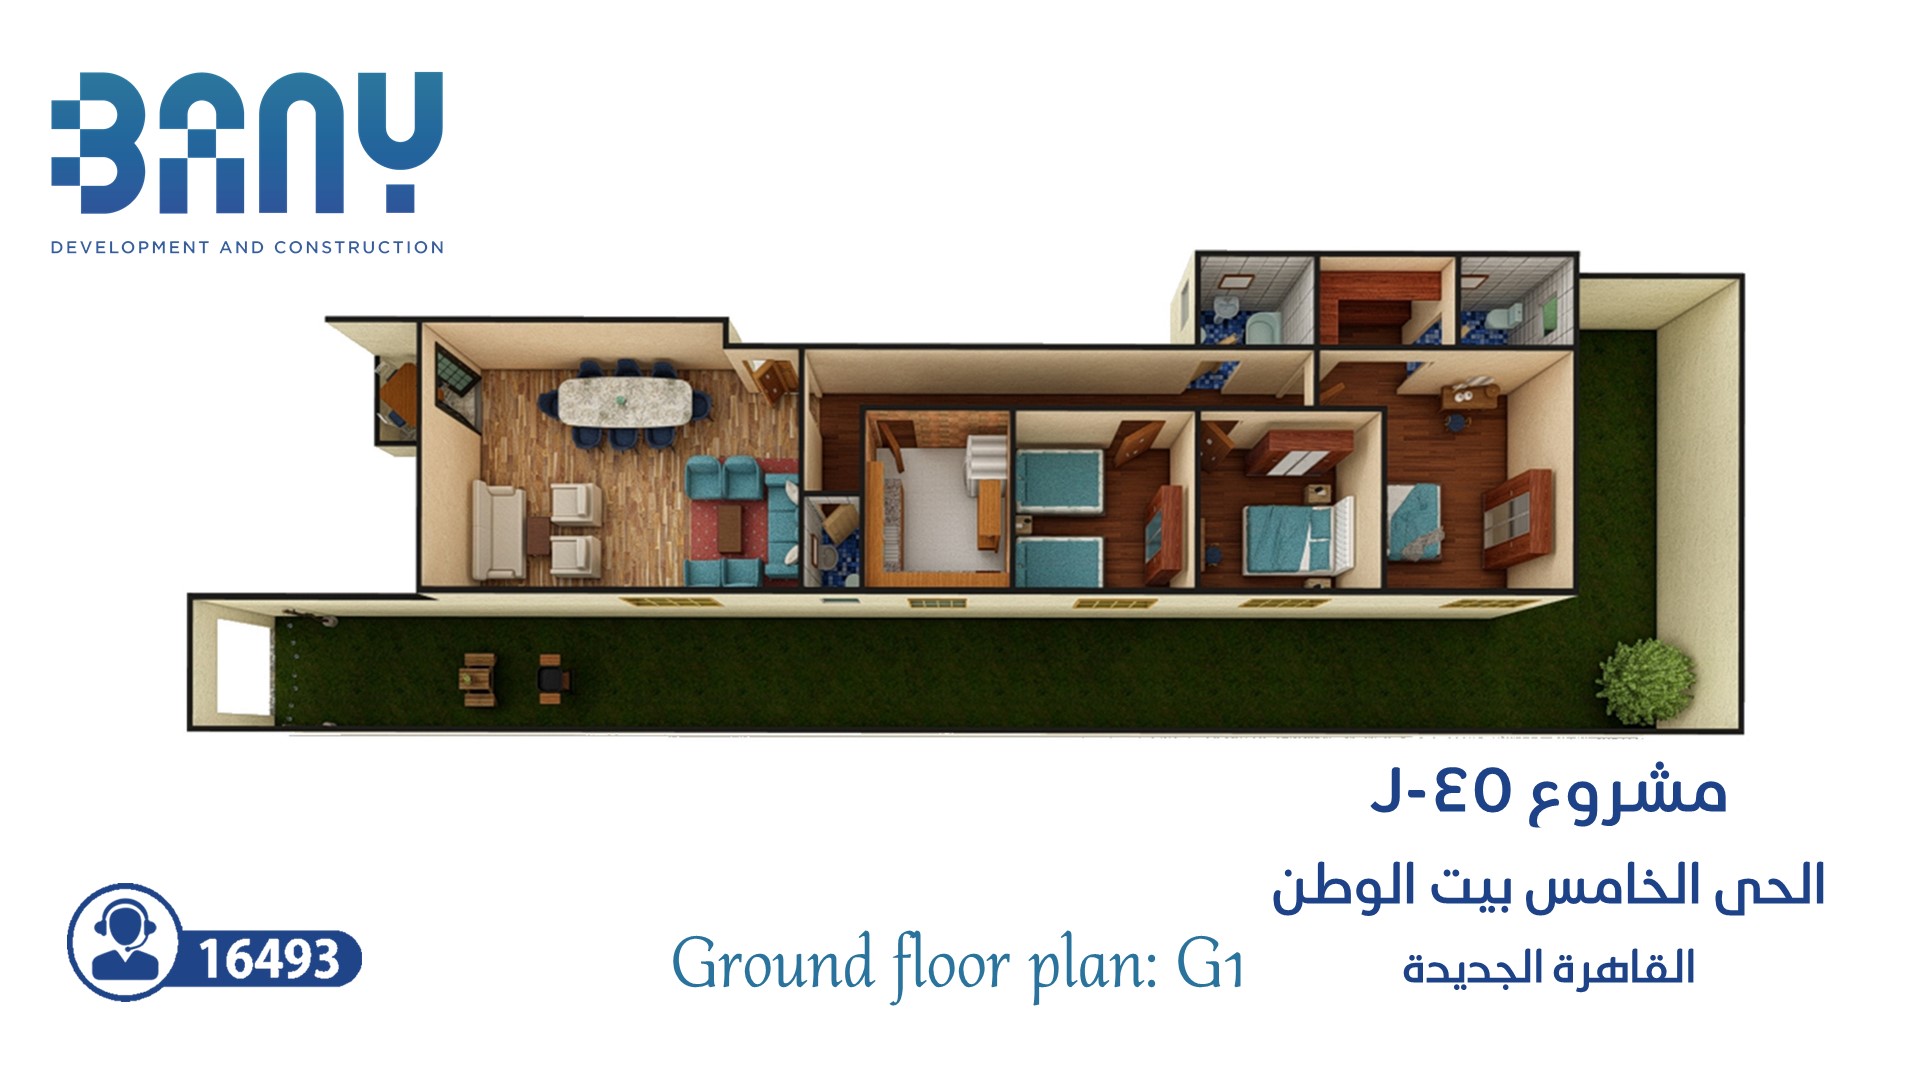 BANY
DEVELOPMENT AND CONSTRUCTION
مشروع J-٤٥
الحى الخامس بيت الوطن
القاهرة الجديدة
Ground floor plan: G1
16493